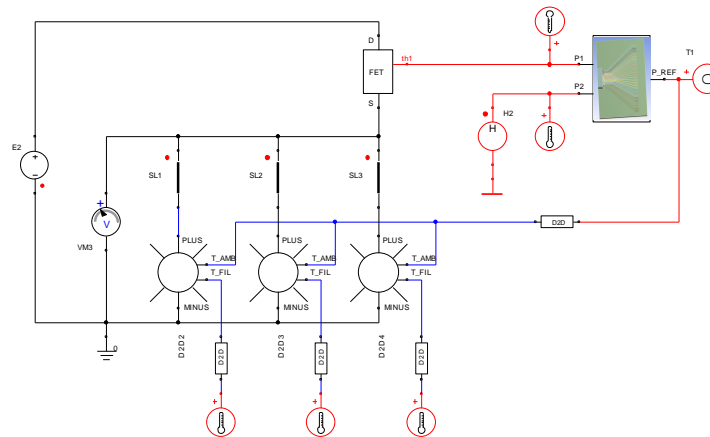 D
th1
FET
S
P1
P2
P_REF
T1
H
H2
E2
+
−
SL1
SL2
SL3
+
V
VM3
PLUS
T_AMB
T_FIL
MINUS
PLUS
T_AMB
T_FIL
MINUS
PLUS
T_AMB
T_FIL
MINUS
D2D
0
D2D2
D2D
D2D3
D2D
D2D4
D2D
+
+
+
+
+
+